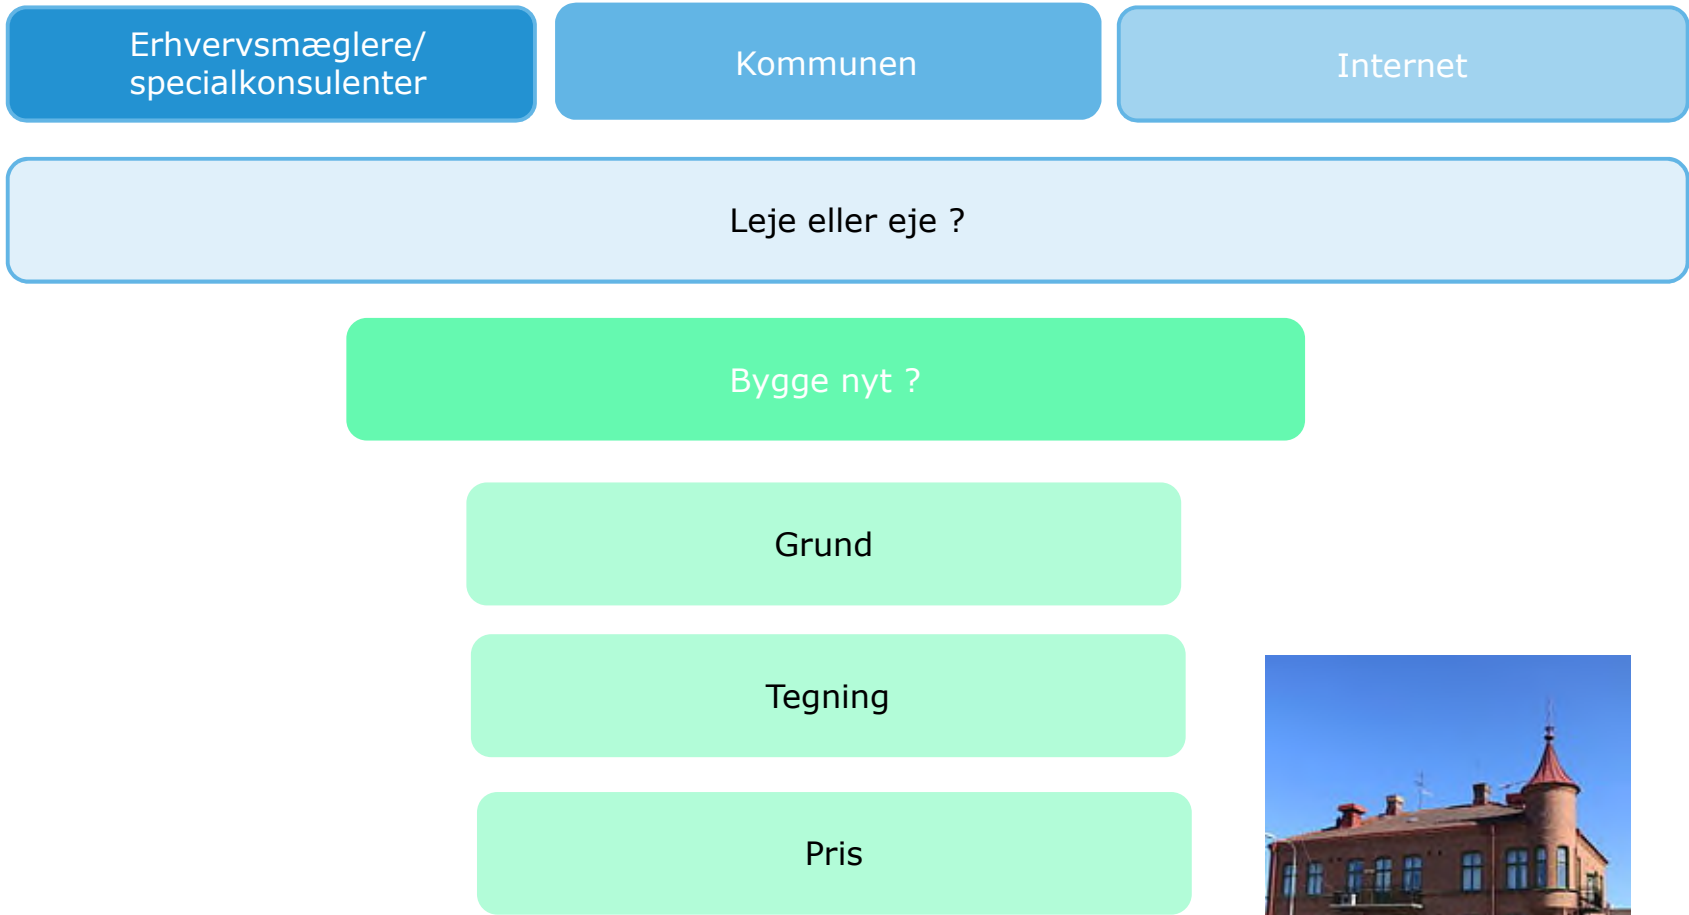 Erhvervsmæglere/
specialkonsulenter
Kommunen
Internet
Leje eller eje ?
Bygge nyt ?
Grund
Tegning
Pris